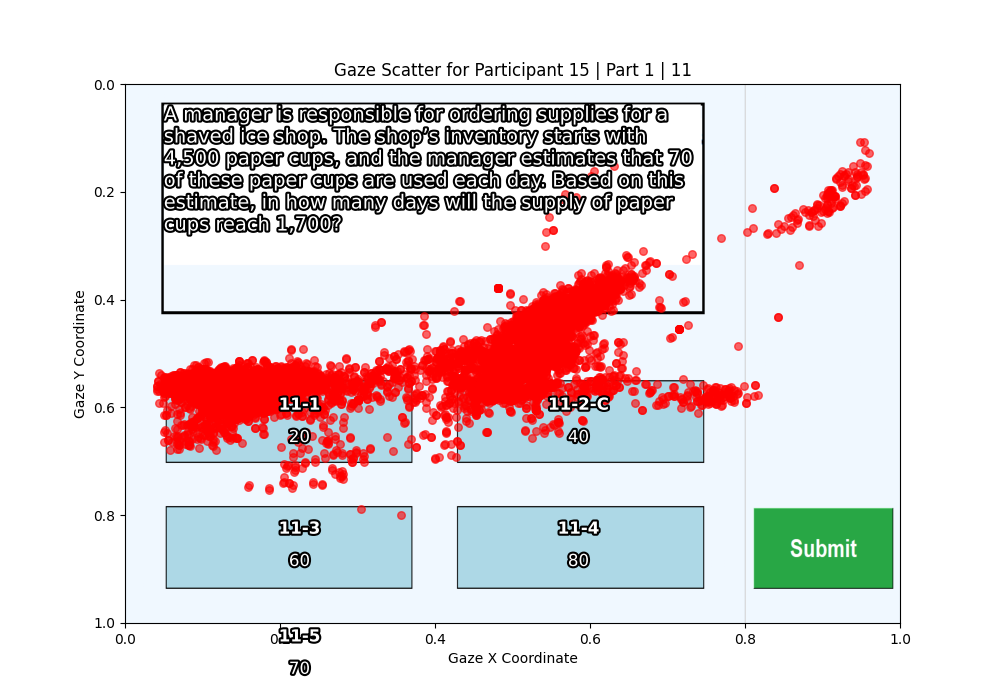 Gaze Scatter for Participant 15 | Part 1 | 11
A manager is responsible for ordering supplies for a
shaved ice shop. The shop's inventory starts with
4,500 paper cups, and the manager estimates that 70
of these paper cups are used each day. Based on this
estimate, in how many days will the supply of paper
cups reach 1,700?
11-1
20
11-2-C
40
11-3
60
11-4
80
Submit
11-5
70
0.0
0.2
0.4
0.6
0.8
1.0
Gaze Y Coordinate
0.0
0.2
0.4
0.6
0.8
1.0
Gaze X Coordinate